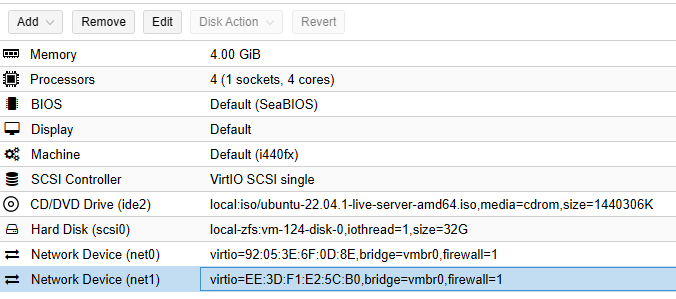 Add Remove Edit Disk Action Revert
Memory 4.00 GiB
Processors 4 (1 sockets, 4 cores)
BIOS Default (SeaBIOS)
Display Default
Machine Default (i440fx)
SCSI Controller VirtIO SCSI single
CD/DVD Drive (ide2) local:iso/ubuntu-22.04.1-live-server-amd64.iso,media=cdrom,size=1440306K
Hard Disk (scsi0) local-zfs:vm-124-disk-0,iothread=1,size=32G
Network Device (net0) virtio=92:05:3E:6F:0D:8E,bridge=vmbr0,firewall=1
Network Device (net1) virtio=EE:3D:F1:E2:5C:B0,bridge=vmbr0,firewall=1